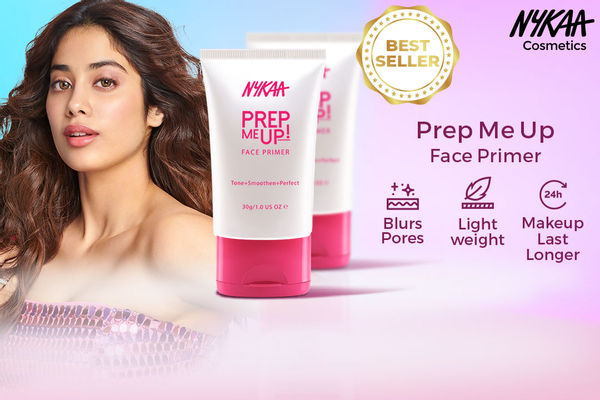 NYKAA
Cosmetics
BEST
SELLER
NYKAA
PREP
ME UP!
FACE PRIMER
Tone+Smoothen+Perfect
30g/1.0 US OZ ℮
Prep Me Up
Face Primer
Blurs
Pores
Light
weight
24h
Makeup
Last
Longer